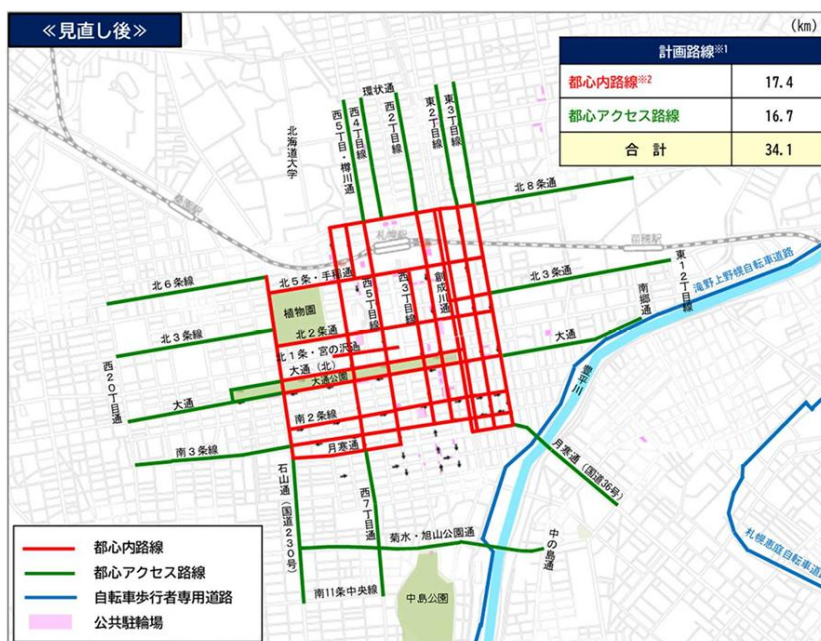 ≪見直し後≫
(km)
計画路線※1
都心内路線※2 17.4
都心アクセス路線 16.7
合 計 34.1
環状通
西5丁目・樽川通
西4丁目線
西2丁目線
東2丁目線
東3丁目線
北海道大学
桑園駅
札幌駅
苗穂駅
北8条通
北6条線
北5条・手稲通
北3条通
東12丁目線
滝野上野幌自転車道路
植物園
西5丁目線
西3丁目線
創成川通
南郷通
北3条線
北2条通
北1条・宮の沢通
大通(北)
大通公園
大通
豊平川
西20丁目通
大通
南2条線
南3条線
月寒通
月寒通(国道36号)
石山通(国道230号)
西7丁目通
菊水・旭山公園通
中の島通
札幌恵庭自転車道路
南11条中央線
中島公園
都心内路線
都心アクセス路線
自転車歩行者専用道路
公共駐輪場